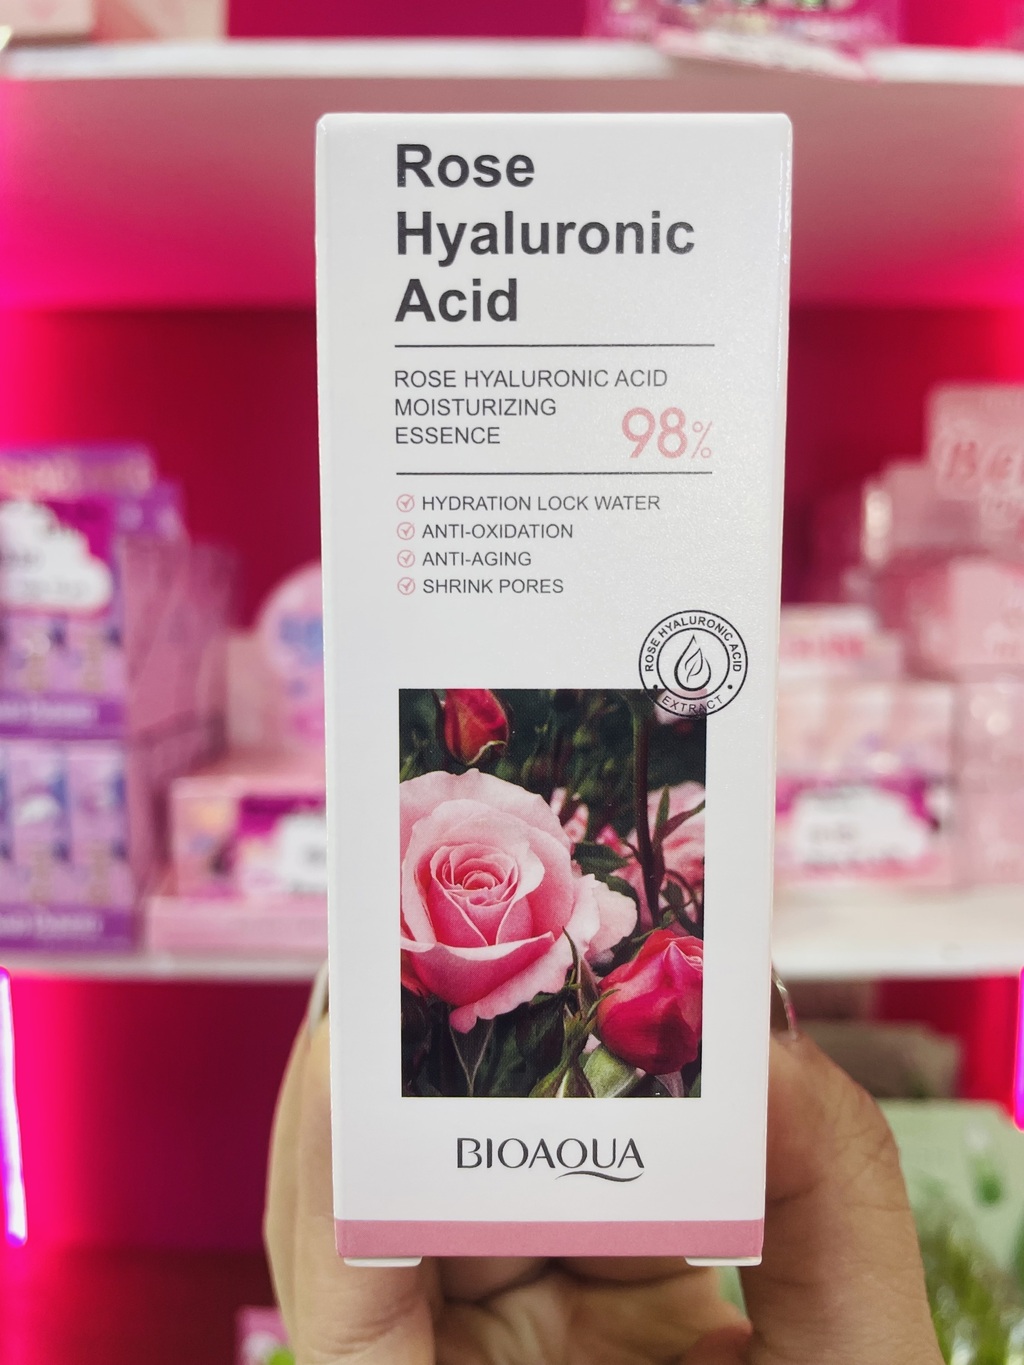 Rose
Hyaluronic
Acid
ROSE HYALURONIC ACID
MOISTURIZING
ESSENCE
98%
HYDRATION LOCK WATER
ANTI-OXIDATION
ANTI-AGING
SHRINK PORES
ROSE HYALURONIC ACID
EXTRACT
BIOAQUA